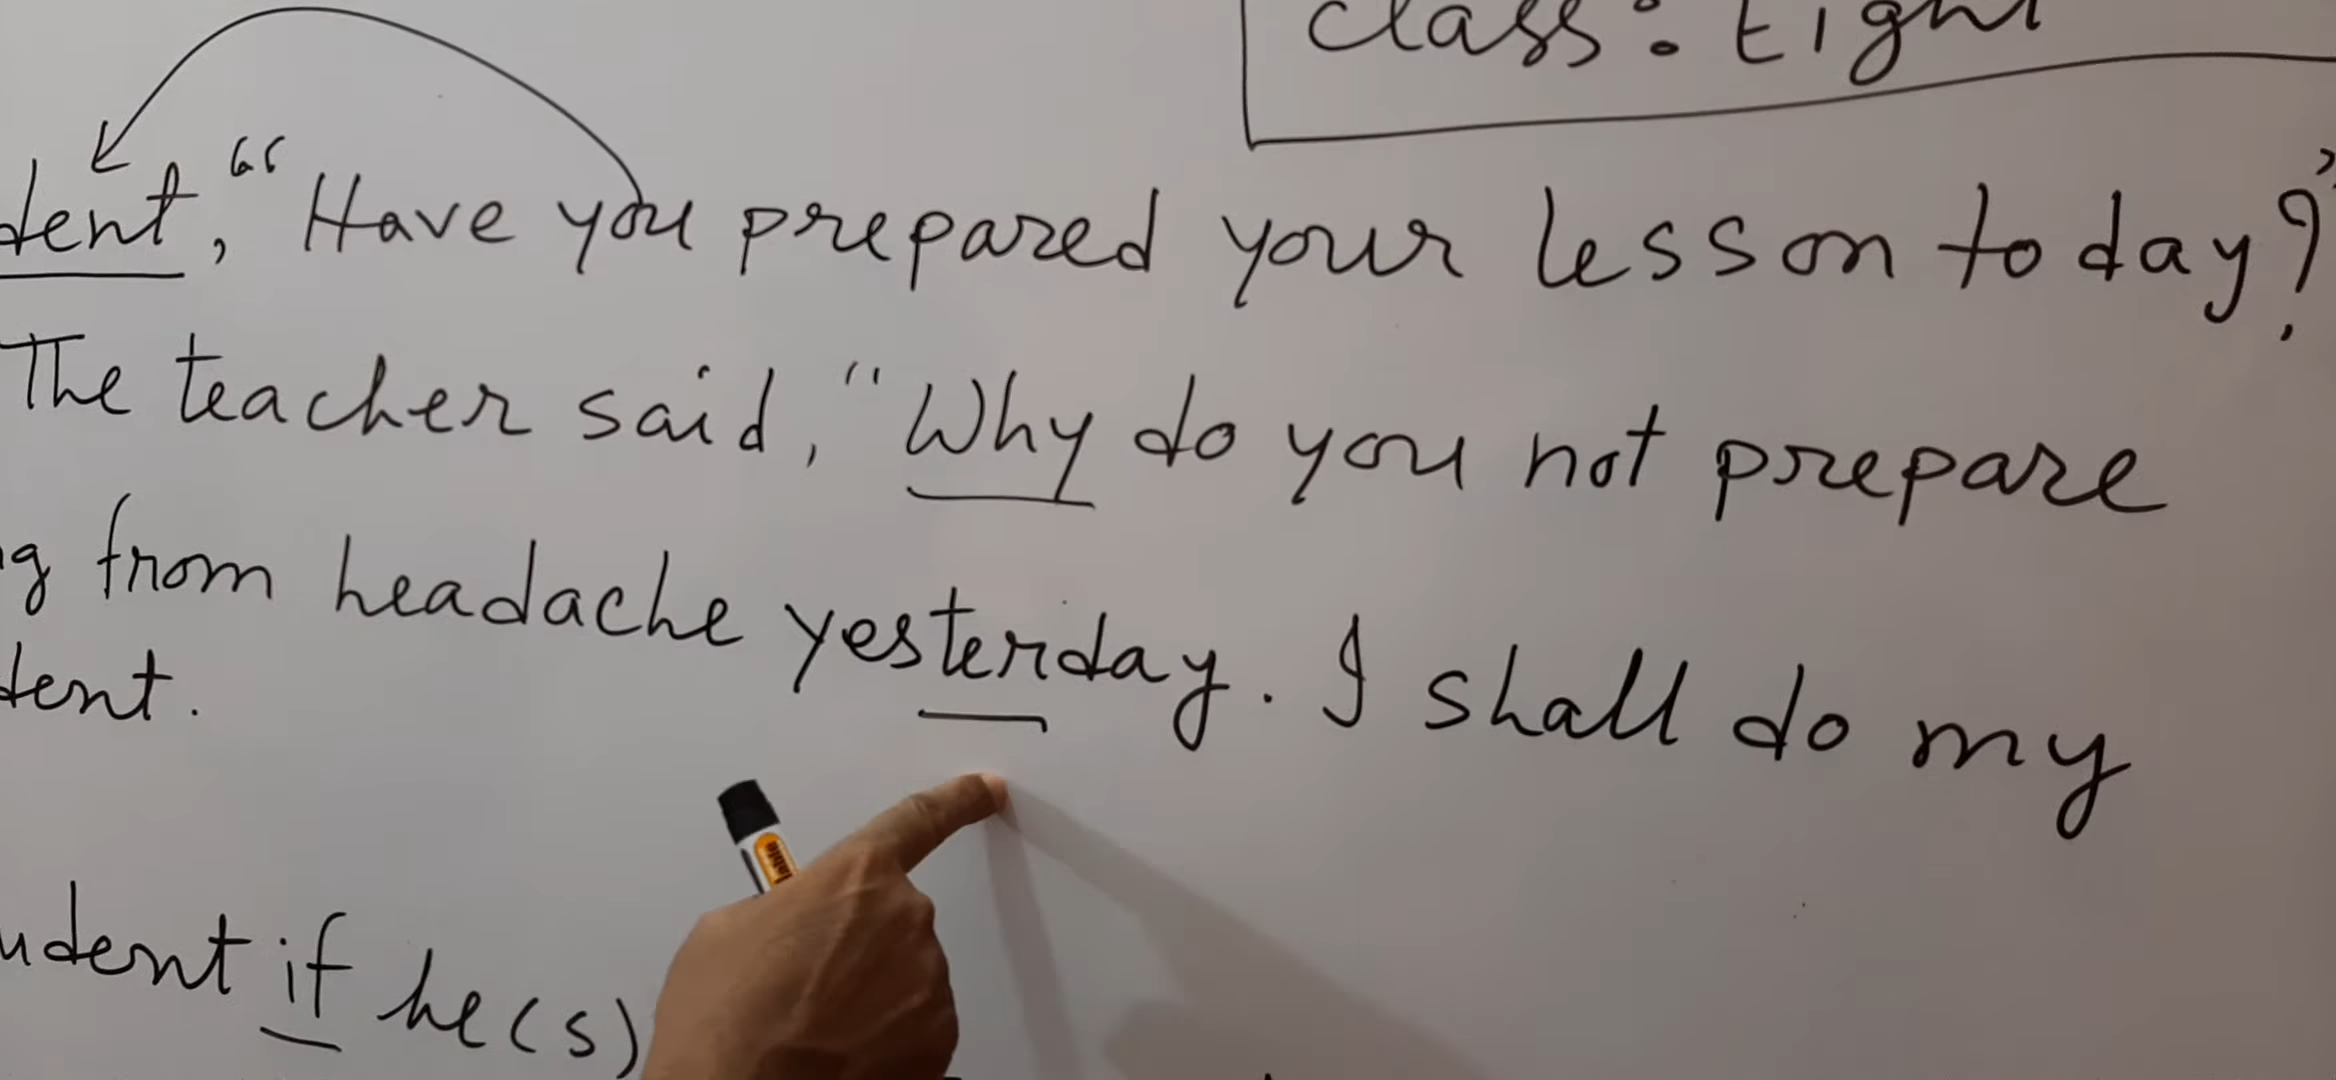 Class: Eight
dent, "Have you prepared your lesson today?"
The teacher said, "Why do you not prepare
g from headache yesterday. I shall do my
dent.
udent if he(s)